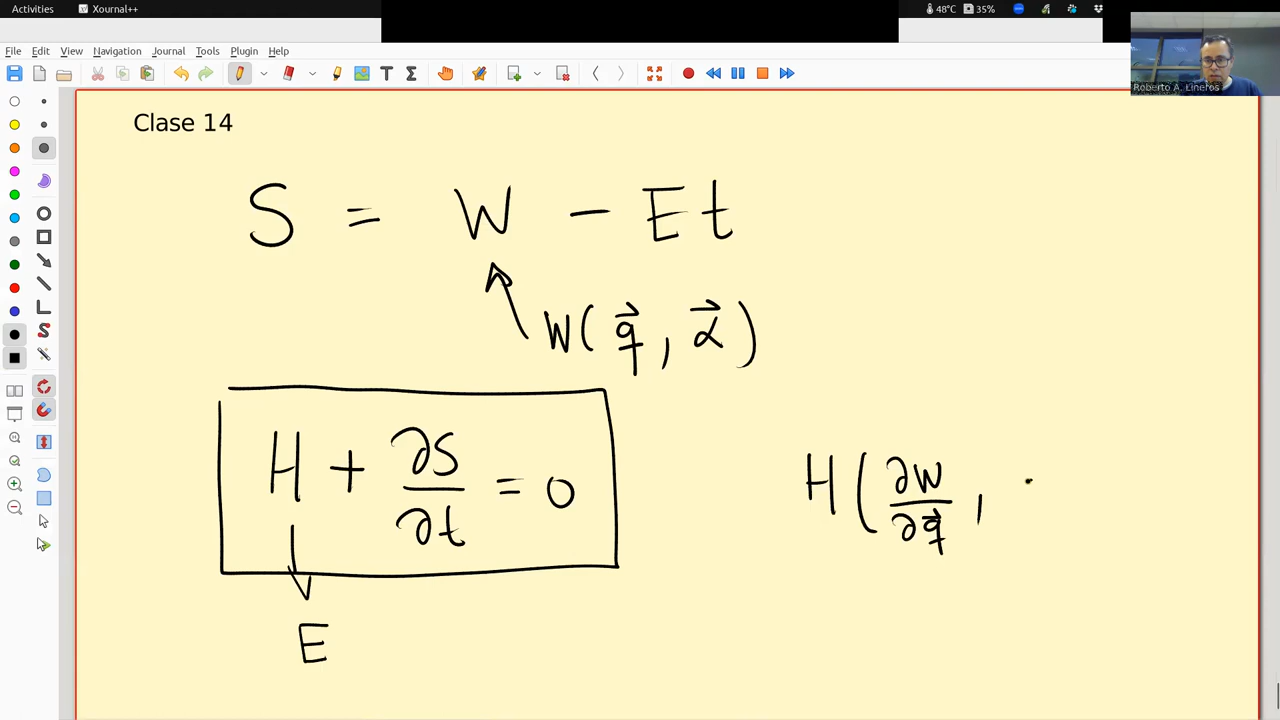 Activities Xournal++ 48°C 35%
File Edit View Navigation Journal Tools Plugin Help
Roberto A. Lineros
Clase 14
S = W - Et
W(q⃗, α⃗)
H + ∂S/∂t = 0
H(∂W/∂q⃗,
E